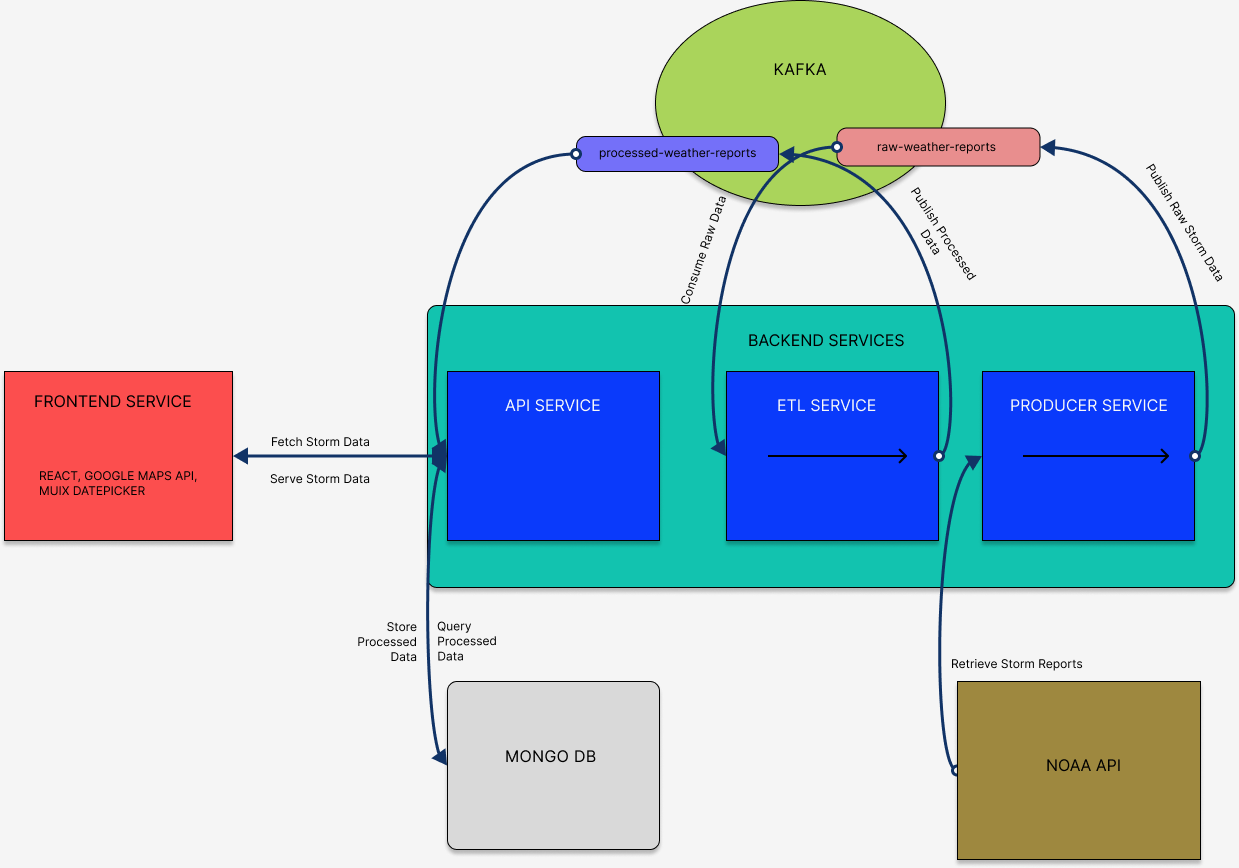 KAFKA
processed-weather-reports
raw-weather-reports
Consume Raw Data
Publish Processed
Data
Publish Raw Storm Data
BACKEND SERVICES
FRONTEND SERVICE
REACT, GOOGLE MAPS API,
MUIX DATEPICKER
Fetch Storm Data
Serve Storm Data
API SERVICE
ETL SERVICE
PRODUCER SERVICE
Store
Processed
Data
Query
Processed
Data
Retrieve Storm Reports
MONGO DB
NOAA API